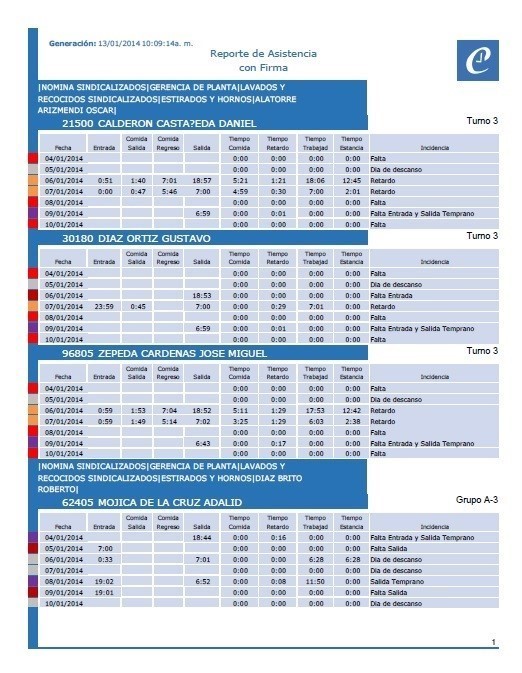 Generación: 13/01/2014 10:09:14a. m.
Reporte de Asistencia
con Firma
|NOMINA SINDICALIZADOS|GERENCIA DE PLANTA|LAVADOS Y
RECOCIDOS SINDICALIZADOS|ESTIRADOS Y HORNOS|ALATORRE
ARIZMENDI OSCAR|
21500 CALDERON CASTA?EDA DANIEL Turno 3
Fecha Entrada Comida Salida Comida Regreso Salida Tiempo Comida Tiempo Retardo Tiempo Trabajad Tiempo Estancia Incidencia
04/01/2014 0:00 0:00 0:00 0:00 Falta
05/01/2014 0:00 0:00 0:00 0:00 Dia de descanso
06/01/2014 0:51 1:40 7:01 18:57 5:21 1:21 18:06 12:45 Retardo
07/01/2014 0:00 0:47 5:46 7:00 4:59 0:30 7:00 2:01 Retardo
08/01/2014 0:00 0:00 0:00 0:00 Falta
09/01/2014 6:59 0:00 0:01 0:00 0:00 Falta Entrada y Salida Temprano
10/01/2014 0:00 0:00 0:00 0:00 Falta
30180 DIAZ ORTIZ GUSTAVO Turno 3
Fecha Entrada Comida Salida Comida Regreso Salida Tiempo Comida Tiempo Retardo Tiempo Trabajad Tiempo Estancia Incidencia
04/01/2014 0:00 0:00 0:00 0:00 Falta
05/01/2014 0:00 0:00 0:00 0:00 Dia de descanso
06/01/2014 18:53 0:00 0:00 0:00 0:00 Falta Entrada
07/01/2014 23:59 0:45 7:00 0:00 0:29 7:01 0:00 Retardo
08/01/2014 0:00 0:00 0:00 0:00 Falta
09/01/2014 6:59 0:00 0:01 0:00 0:00 Falta Entrada y Salida Temprano
10/01/2014 0:00 0:00 0:00 0:00 Falta
96805 ZEPEDA CARDENAS JOSE MIGUEL Turno 3
Fecha Entrada Comida Salida Comida Regreso Salida Tiempo Comida Tiempo Retardo Tiempo Trabajad Tiempo Estancia Incidencia
04/01/2014 0:00 0:00 0:00 0:00 Falta
05/01/2014 0:00 0:00 0:00 0:00 Dia de descanso
06/01/2014 0:59 1:53 7:04 18:52 5:11 1:29 17:53 12:42 Retardo
07/01/2014 0:59 1:49 5:14 7:02 3:25 1:29 6:03 2:38 Retardo
08/01/2014 0:00 0:00 0:00 0:00 Falta
09/01/2014 6:43 0:00 0:17 0:00 0:00 Falta Entrada y Salida Temprano
10/01/2014 0:00 0:00 0:00 0:00 Falta
|NOMINA SINDICALIZADOS|GERENCIA DE PLANTA|LAVADOS Y
RECOCIDOS SINDICALIZADOS|ESTIRADOS Y HORNOS|DIAZ BRITO
ROBERTO|
62405 MOJICA DE LA CRUZ ADALID Grupo A-3
Fecha Entrada Comida Salida Comida Regreso Salida Tiempo Comida Tiempo Retardo Tiempo Trabajad Tiempo Estancia Incidencia
04/01/2014 18:44 0:00 0:16 0:00 0:00 Falta Entrada y Salida Temprano
05/01/2014 7:00 0:00 0:00 0:00 0:00 Falta Salida
06/01/2014 0:33 7:01 0:00 0:00 6:28 6:28 Dia de descanso
07/01/2014 0:00 0:00 0:00 0:00 Dia de descanso
08/01/2014 19:02 6:52 0:00 0:08 11:50 0:00 Salida Temprano
09/01/2014 19:01 0:00 0:00 0:00 0:00 Falta Salida
10/01/2014 0:00 0:00 0:00 0:00 Dia de descanso
1